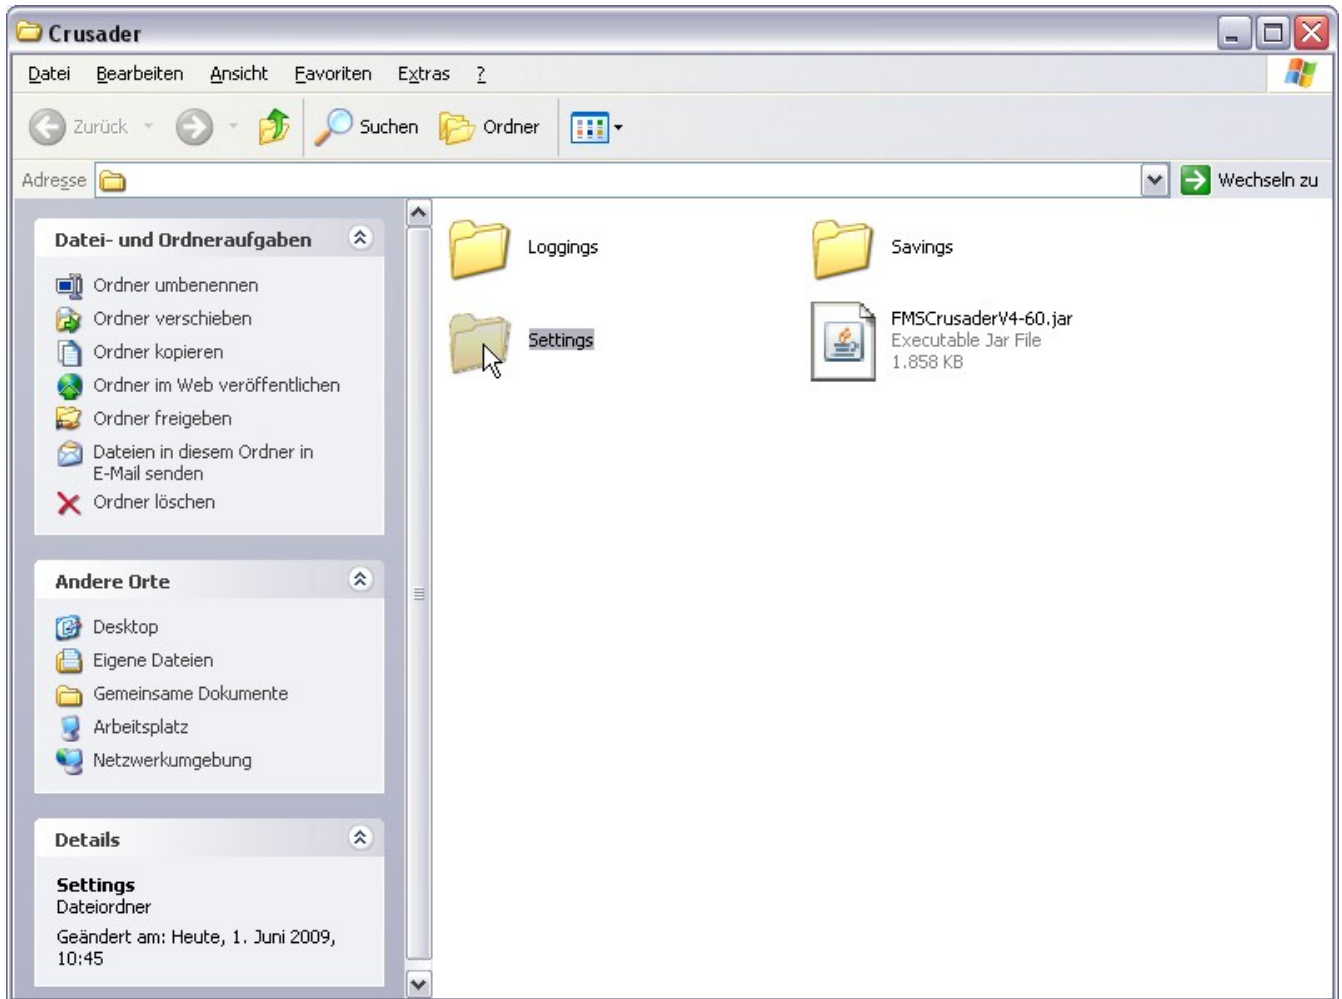 Crusader
Datei Bearbeiten Ansicht Favoriten Extras ?
Zurück Suchen Ordner
Adresse Wechseln zu
Datei- und Ordneraufgaben
Ordner umbenennen
Ordner verschieben
Ordner kopieren
Ordner im Web veröffentlichen
Ordner freigeben
Dateien in diesem Ordner in
E-Mail senden
Ordner löschen
Andere Orte
Desktop
Eigene Dateien
Gemeinsame Dokumente
Arbeitsplatz
Netzwerkumgebung
Details
Settings
Dateiordner
Geändert am: Heute, 1. Juni 2009,
10:45
Loggings
Savings
Settings
FMSCrusaderV4-60.jar
Executable Jar File
1.858 KB